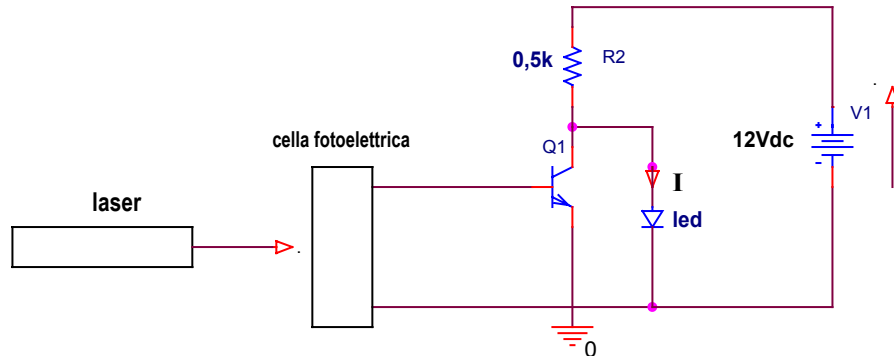 0,5k
R2
cella fotoelettrica
Q1
+
V1
12Vdc
-
laser
I
led
0